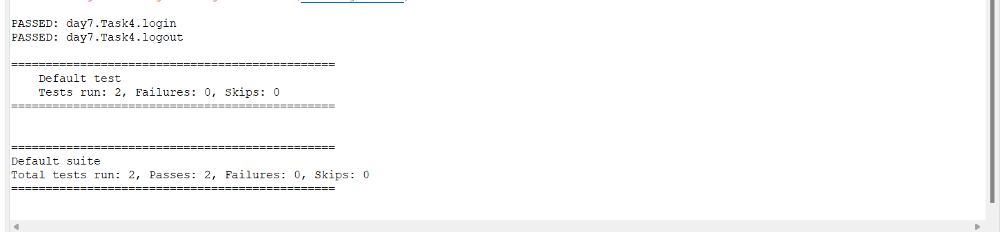 PASSED: day7.Task4.login
PASSED: day7.Task4.logout
===============================================
Default test
Tests run: 2, Failures: 0, Skips: 0
===============================================
===============================================
Default suite
Total tests run: 2, Passes: 2, Failures: 0, Skips: 0
===============================================